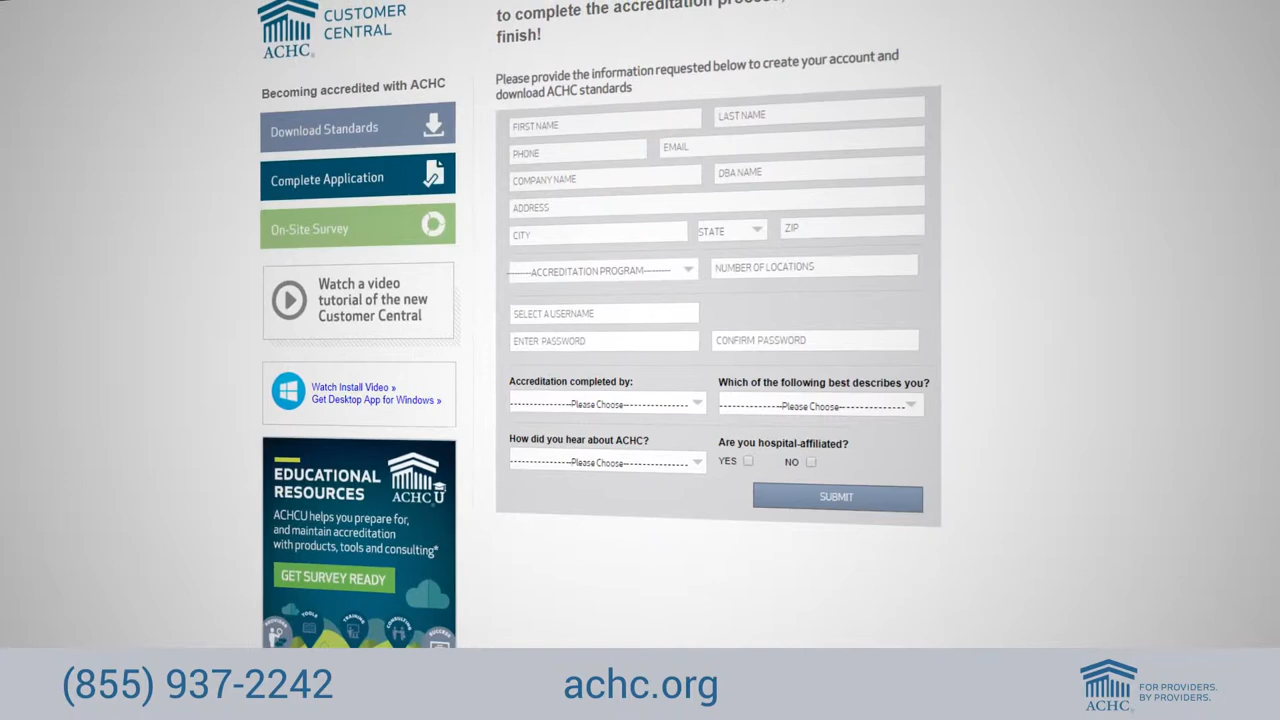 CUSTOMER
CENTRAL
ACHC
Becoming accredited with ACHC
Download Standards
Complete Application
On-Site Survey
Watch a video
tutorial of the new
Customer Central
Watch Install Video »
Get Desktop App for Windows »
EDUCATIONAL
RESOURCES
ACHCU
ACHCU helps you prepare for,
and maintain accreditation
with products, tools and consulting*
GET SURVEY READY
TOOLS
TRAINING
CONSULTING
SUCCESS
to complete the accreditation process,
finish!
Please provide the information requested below to create your account and
download ACHC standards
FIRST NAME
LAST NAME
PHONE
EMAIL
COMPANY NAME
DBA NAME
ADDRESS
CITY
STATE
ZIP
--------ACCREDITATION PROGRAM--------
NUMBER OF LOCATIONS
SELECT A USERNAME
ENTER PASSWORD
CONFIRM PASSWORD
Accreditation completed by:
Which of the following best describes you?
----------------Please Choose----------------
----------------Please Choose----------------
How did you hear about ACHC?
Are you hospital-affiliated?
----------------Please Choose----------------
YES
NO
SUBMIT
(855) 937-2242
achc.org
ACHC
FOR PROVIDERS.
BY PROVIDERS.